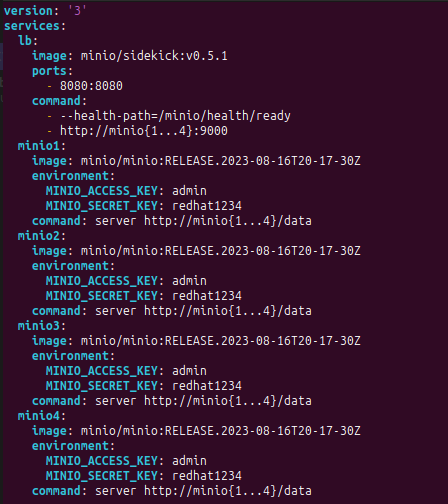 version: '3'
services:
  lb:
    image: minio/sidekick:v0.5.1
    ports:
      - 8080:8080
    command:
      - --health-path=/minio/health/ready
      - http://minio{1...4}:9000
  minio1:
    image: minio/minio:RELEASE.2023-08-16T20-17-30Z
    environment:
      MINIO_ACCESS_KEY: admin
      MINIO_SECRET_KEY: redhat1234
    command: server http://minio{1...4}/data
  minio2:
    image: minio/minio:RELEASE.2023-08-16T20-17-30Z
    environment:
      MINIO_ACCESS_KEY: admin
      MINIO_SECRET_KEY: redhat1234
    command: server http://minio{1...4}/data
  minio3:
    image: minio/minio:RELEASE.2023-08-16T20-17-30Z
    environment:
      MINIO_ACCESS_KEY: admin
      MINIO_SECRET_KEY: redhat1234
    command: server http://minio{1...4}/data
  minio4:
    image: minio/minio:RELEASE.2023-08-16T20-17-30Z
    environment:
      MINIO_ACCESS_KEY: admin
      MINIO_SECRET_KEY: redhat1234
    command: server http://minio{1...4}/data